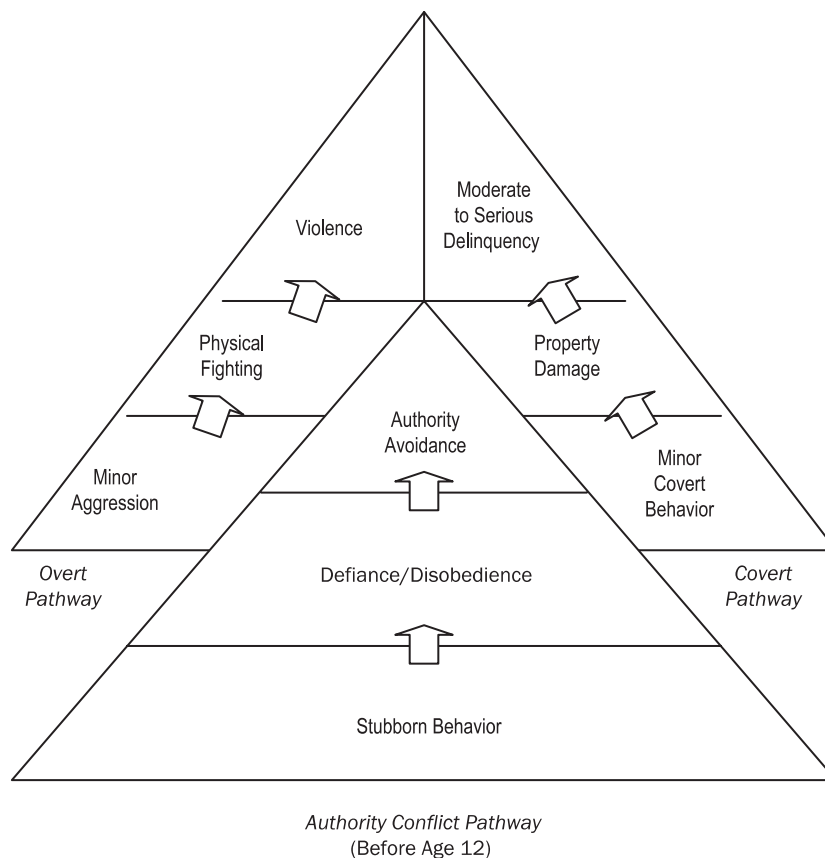 Violence
Moderate
to Serious
Delinquency
Physical
Fighting
Property
Damage
Authority
Avoidance
Minor
Aggression
Minor
Covert
Behavior
Overt
Pathway
Defiance/Disobedience
Covert
Pathway
Stubborn Behavior
Authority Conflict Pathway
(Before Age 12)